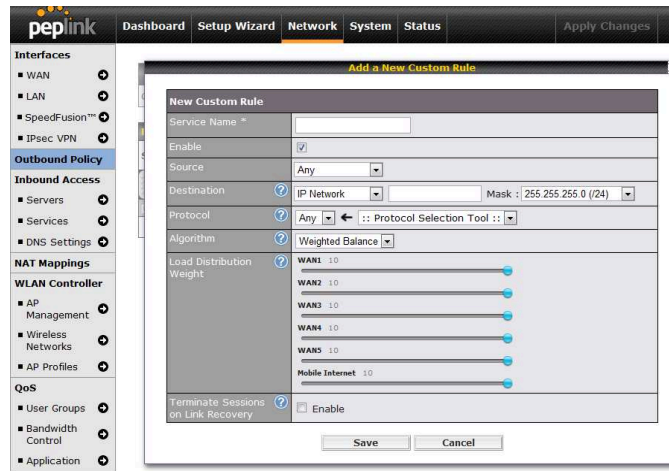 peplink
Dashboard Setup Wizard Network System Status Apply Changes
Interfaces
WAN
LAN
SpeedFusion™
IPsec VPN
Outbound Policy
Inbound Access
Servers
Services
DNS Settings
NAT Mappings
WLAN Controller
AP
Management
Wireless
Networks
AP Profiles
QoS
User Groups
Bandwidth
Control
Application
Add a New Custom Rule
New Custom Rule
Service Name *
Enable
Source Any
Destination ? IP Network Mask : 255.255.255.0 (/24)
Protocol ? Any :: Protocol Selection Tool ::
Algorithm ? Weighted Balance
Load Distribution ?
Weight
WAN1 10
WAN2 10
WAN3 10
WAN4 10
WAN5 10
Mobile Internet 10
Terminate Sessions ?
on Link Recovery
Enable
Save Cancel